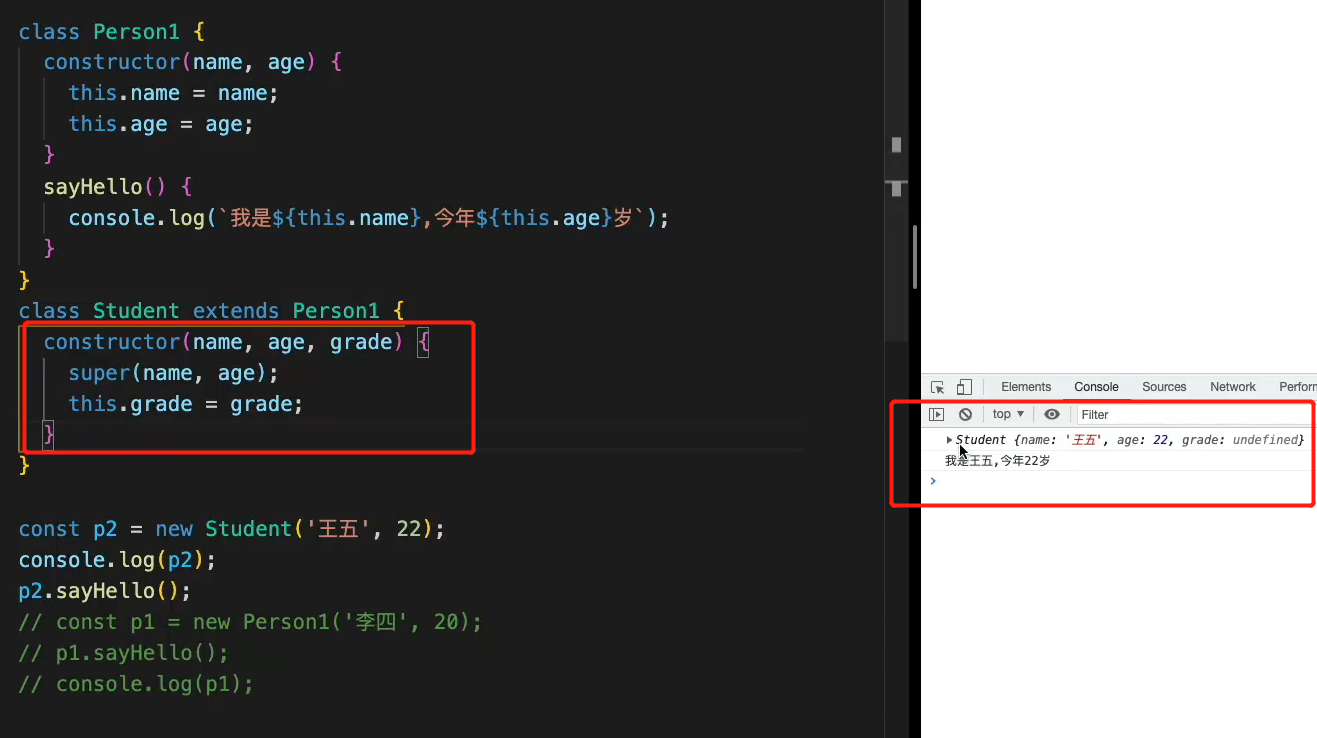 class Person1 {
constructor(name, age) {
this.name = name;
this.age = age;
}
sayHello() {
console.log(`我是${this.name},今年${this.age}岁`);
}
}
class Student extends Person1 {
constructor(name, age, grade) {
super(name, age);
this.grade = grade;
}
}
const p2 = new Student('王五', 22);
console.log(p2);
p2.sayHello();
// const p1 = new Person1('李四', 20);
// p1.sayHello();
// console.log(p1);
Elements Console Sources Network Perforn
top ▼ Filter
▶ Student {name: '王五', age: 22, grade: undefined}
我是王五,今年22岁
>